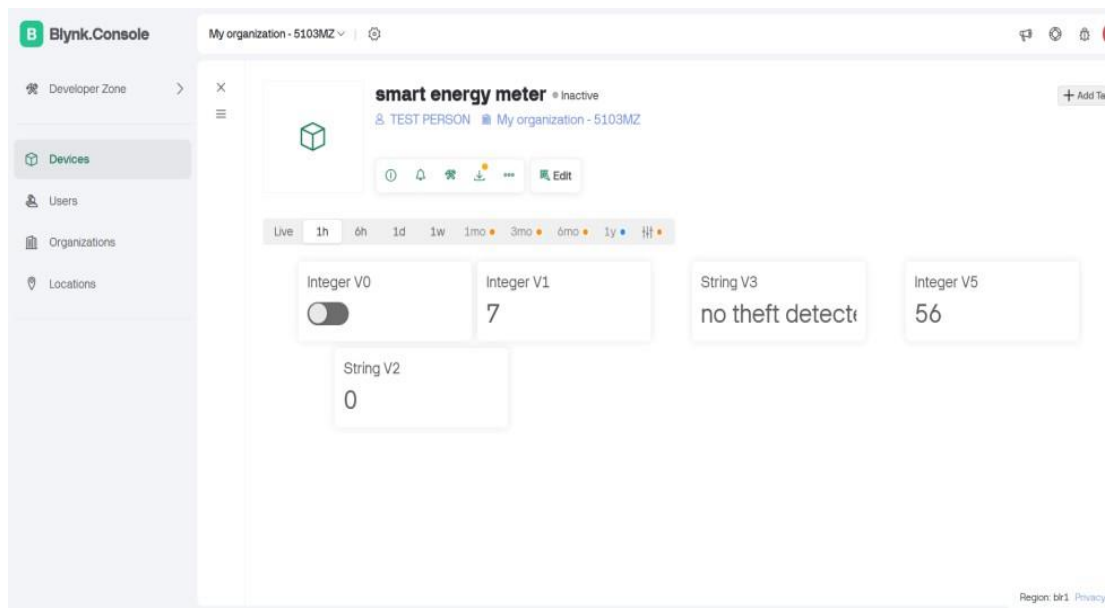 B Blynk.Console
My organization - 5103MZ
Developer Zone
Devices
Users
Organizations
Locations
smart energy meter Inactive
TEST PERSON My organization - 5103MZ
+ Add Ta
Edit
Live 1h 6h 1d 1w 1mo 3mo 6mo 1y
Integer V0
Integer V1
7
String V3
no theft detecte
Integer V5
56
String V2
0
Region: blr1 Privacy